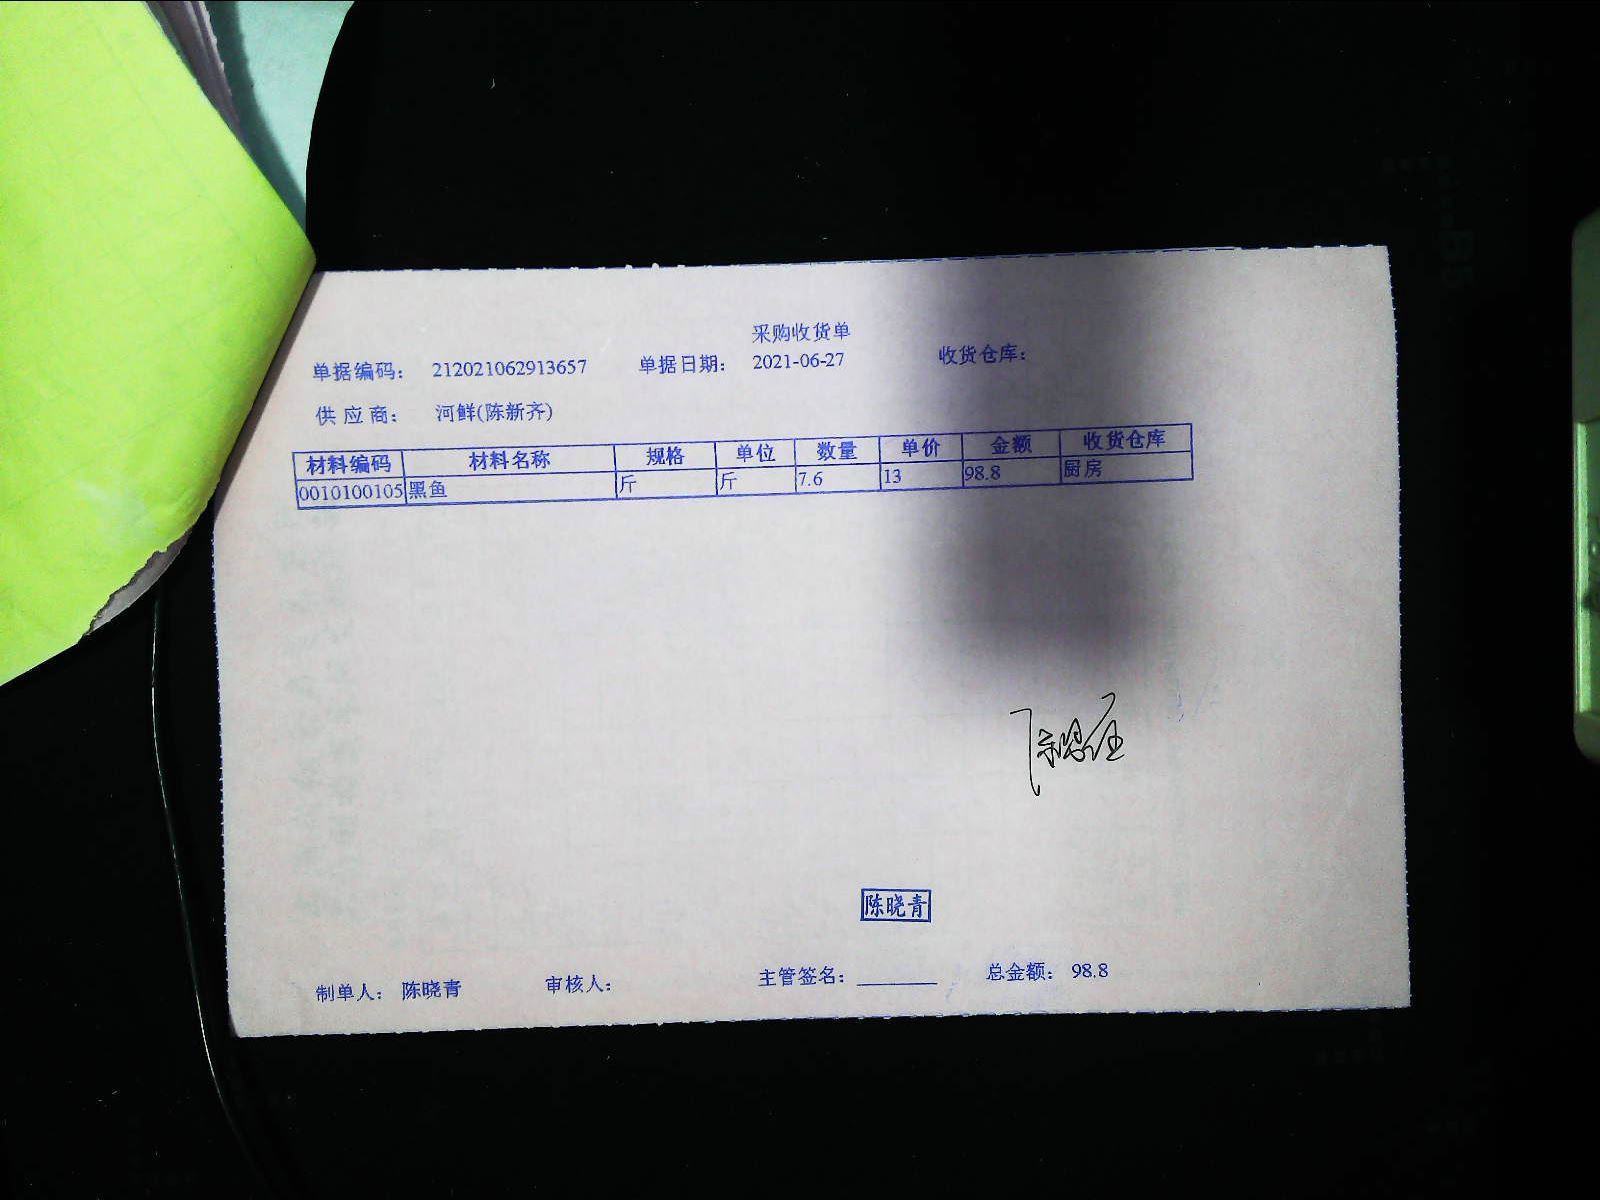 采购收货单
单据编码： 212021062913657 单据日期： 2021-06-27 收货仓库：
供 应 商： 河鲜(陈新齐)
材料编码 材料名称 规格 单位 数量 单价 金额 收货仓库
0010100105 黑鱼 斤 斤 7.6 13 98.8 厨房
陈晓青
制单人： 陈晓青 审核人： 主管签名：________ 总金额： 98.8